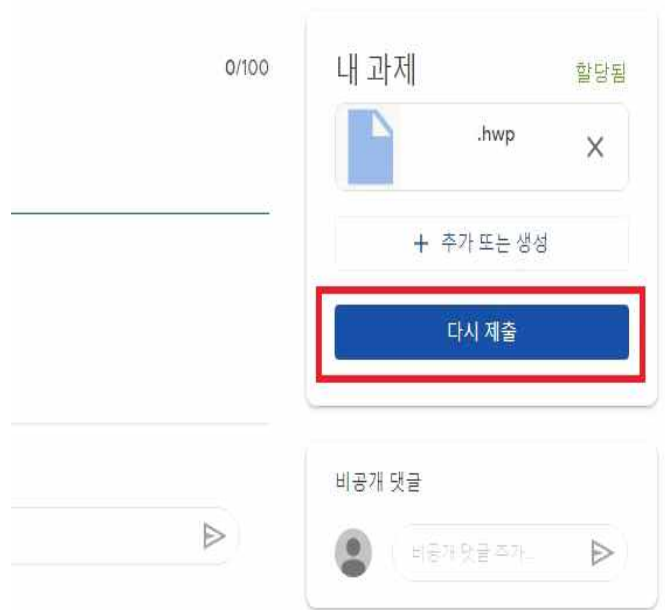 0/100
내 과제
할당됨
.hwp
+ 추가 또는 생성
다시 제출
비공개 댓글
비공개 댓글 추가...